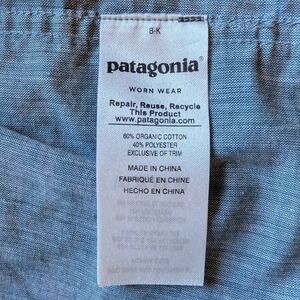 B-K
patagonia®
WORN WEAR
Repair, Reuse, Recycle
This Product
www.patagonia.com
60% ORGANIC COTTON
40% POLYESTER
EXCLUSIVE OF TRIM
MADE IN CHINA
FABRIQUÉ EN CHINE
HECHO EN CHINA